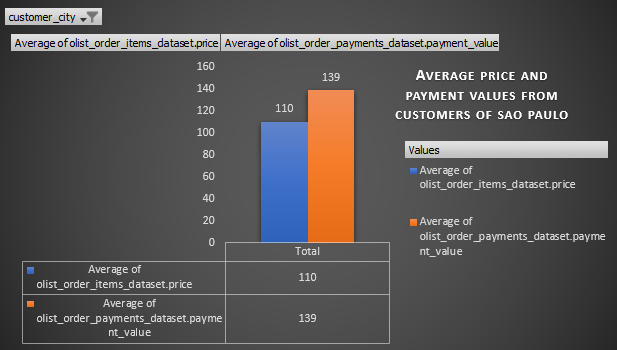 customer_city
Average of olist_order_items_dataset.price
Average of olist_order_payments_dataset.payment_value
AVERAGE PRICE AND
PAYMENT VALUES FROM
CUSTOMERS OF SAO PAULO
160
140
120
100
80
60
40
20
0
110
139
Total
Values
Average of
olist_order_items_dataset.price
Average of
olist_order_payments_dataset.payme
nt_value
Average of
olist_order_items_dataset.price
110
Average of
olist_order_payments_dataset.payme
nt_value
139